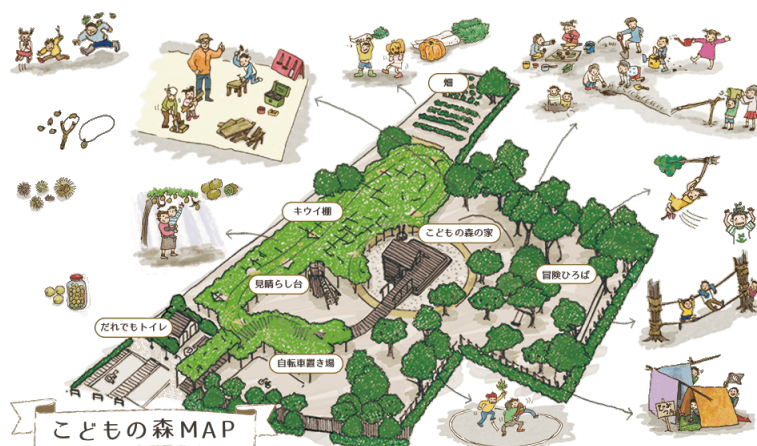 畑
キウイ棚
こどもの森の家
冒険ひろば
見晴らし台
だれでもトイレ
自転車置き場
こどもの森MAP